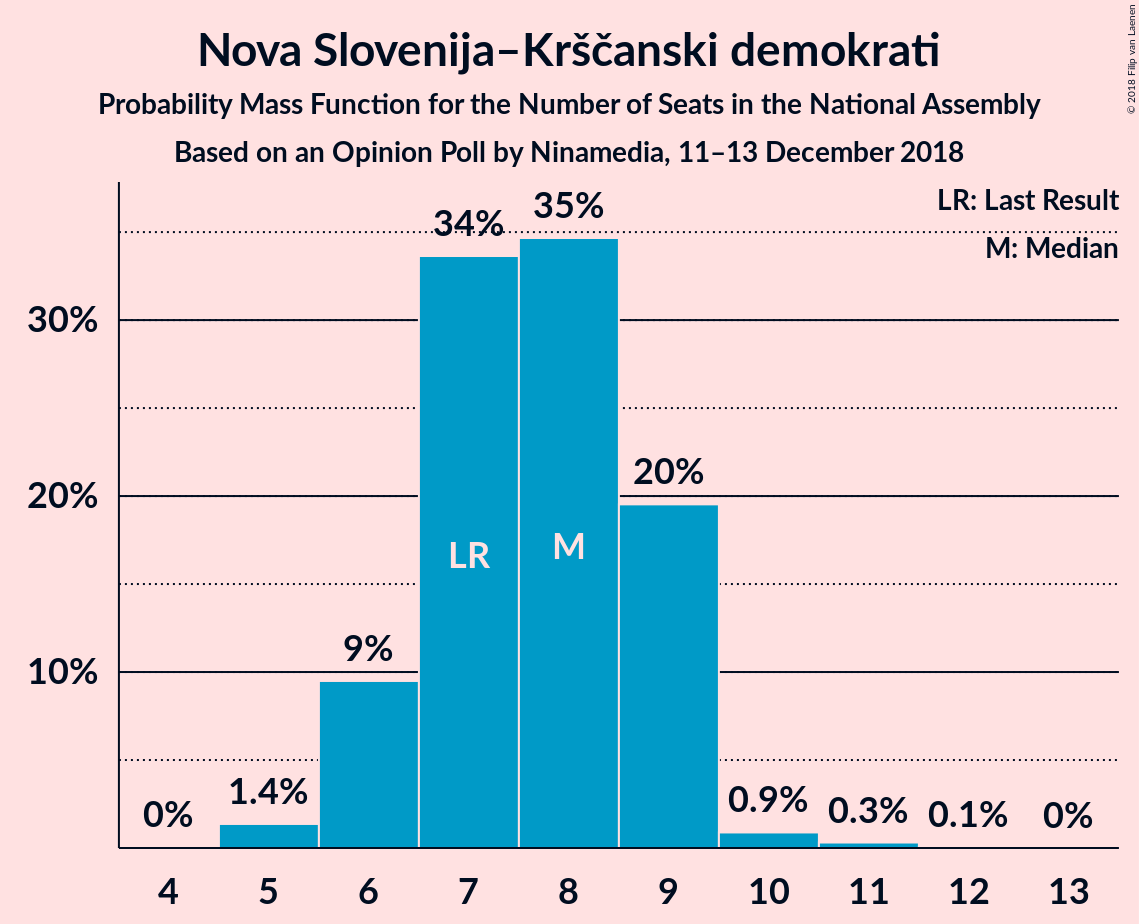 Nova Slovenija–Krščanski demokrati
Probability Mass Function for the Number of Seats in the National Assembly
Based on an Opinion Poll by Ninamedia, 11–13 December 2018
© 2018 Filip van Laenen
LR: Last Result
M: Median
34% 35%
30%
20%
20%
LR M
9%
10%
0% 1.4% 0.9% 0.3% 0.1% 0%
4 5 6 7 8 9 10 11 12 13